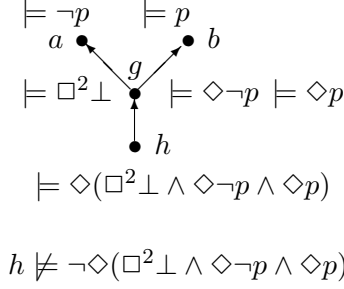 ⊨ ¬p ⊨ p
a b
g
⊨ □²⊥ ⊨ ◇¬p ⊨ ◇p
h
⊨ ◇(□²⊥ ∧ ◇¬p ∧ ◇p)
h ⊭ ¬◇(□²⊥ ∧ ◇¬p ∧ ◇p)